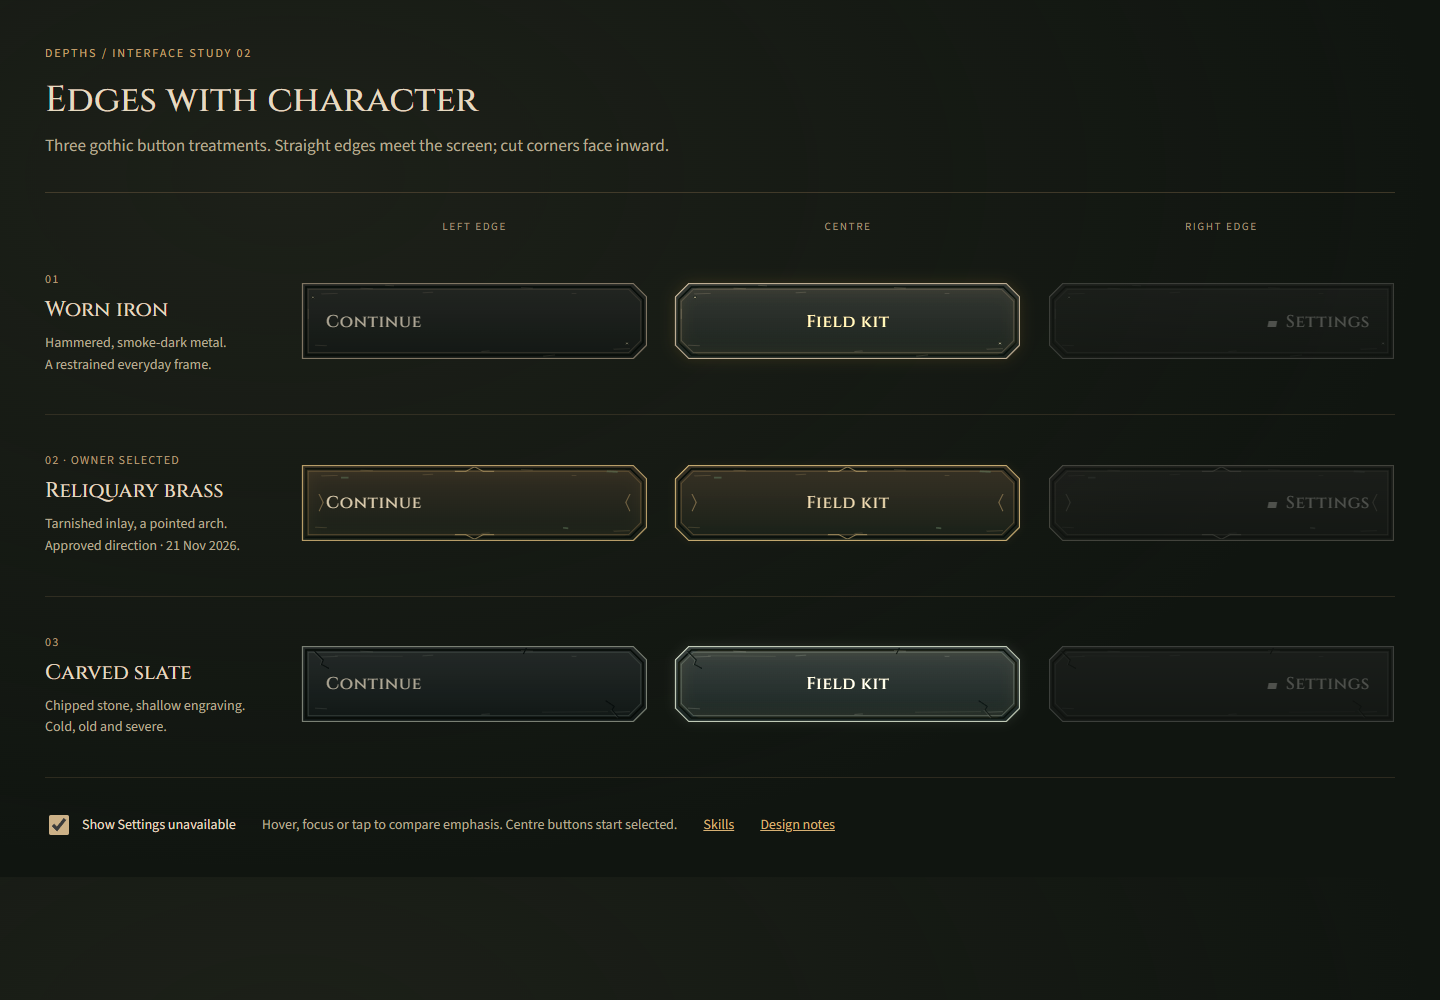 DEPTHS / INTERFACE STUDY 02
Edges with character
Three gothic button treatments. Straight edges meet the screen; cut corners face inward.
LEFT EDGE
CENTRE
RIGHT EDGE
01
Worn iron
Hammered, smoke-dark metal.
A restrained everyday frame.
Continue
Field kit
Settings
02 · OWNER SELECTED
Reliquary brass
Tarnished inlay, a pointed arch.
Approved direction · 21 Nov 2026.
Continue
Field kit
Settings
03
Carved slate
Chipped stone, shallow engraving.
Cold, old and severe.
Continue
Field kit
Settings
Show Settings unavailable
Hover, focus or tap to compare emphasis. Centre buttons start selected.
Skills
Design notes